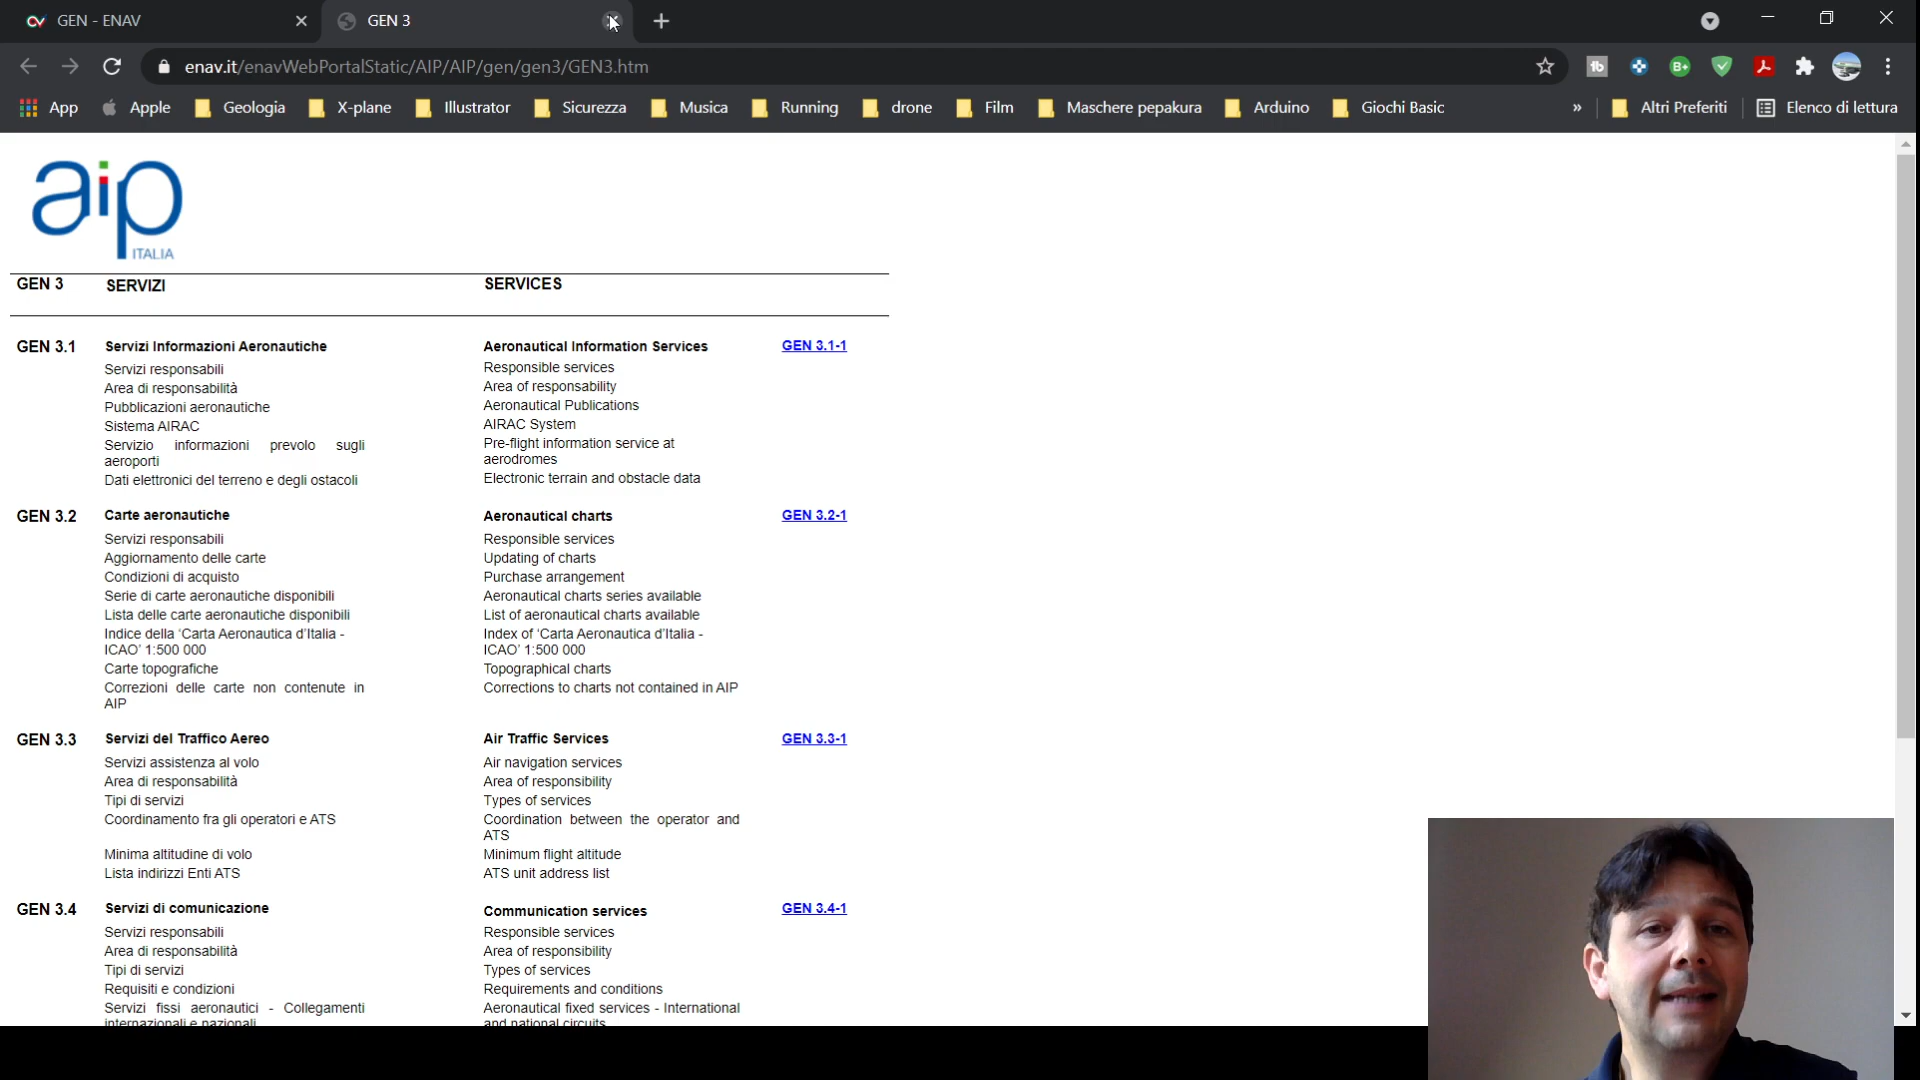 GEN - ENAV
GEN 3
enav.it/enavWebPortalStatic/AIP/AIP/gen/gen3/GEN3.htm
App Apple Geologia X-plane Illustrator Sicurezza Musica Running drone Film Maschere pepakura Arduino Giochi Basic » Altri Preferiti Elenco di lettura
aip
ITALIA
GEN 3 SERVIZI SERVICES
GEN 3.1 Servizi Informazioni Aeronautiche Aeronautical Information Services GEN 3.1-1
Servizi responsabili Responsible services
Area di responsabilità Area of responsability
Pubblicazioni aeronautiche Aeronautical Publications
Sistema AIRAC AIRAC System
Servizio informazioni prevolo sugli Pre-flight information service at
aeroporti aerodromes
Dati elettronici del terreno e degli ostacoli Electronic terrain and obstacle data
GEN 3.2 Carte aeronautiche Aeronautical charts GEN 3.2-1
Servizi responsabili Responsible services
Aggiornamento delle carte Updating of charts
Condizioni di acquisto Purchase arrangement
Serie di carte aeronautiche disponibili Aeronautical charts series available
Lista delle carte aeronautiche disponibili List of aeronautical charts available
Indice della 'Carta Aeronautica d'Italia - Index of 'Carta Aeronautica d'Italia -
ICAO' 1:500 000 ICAO' 1:500 000
Carte topografiche Topographical charts
Correzioni delle carte non contenute in Corrections to charts not contained in AIP
AIP
GEN 3.3 Servizi del Traffico Aereo Air Traffic Services GEN 3.3-1
Servizi assistenza al volo Air navigation services
Area di responsabilità Area of responsibility
Tipi di servizi Types of services
Coordinamento fra gli operatori e ATS Coordination between the operator and
ATS
Minima altitudine di volo Minimum flight altitude
Lista indirizzi Enti ATS ATS unit address list
GEN 3.4 Servizi di comunicazione Communication services GEN 3.4-1
Servizi responsabili Responsible services
Area di responsabilità Area of responsibility
Tipi di servizi Types of services
Requisiti e condizioni Requirements and conditions
Servizi fissi aeronautici - Collegamenti Aeronautical fixed services - International
internazionali e nazionali and national circuits